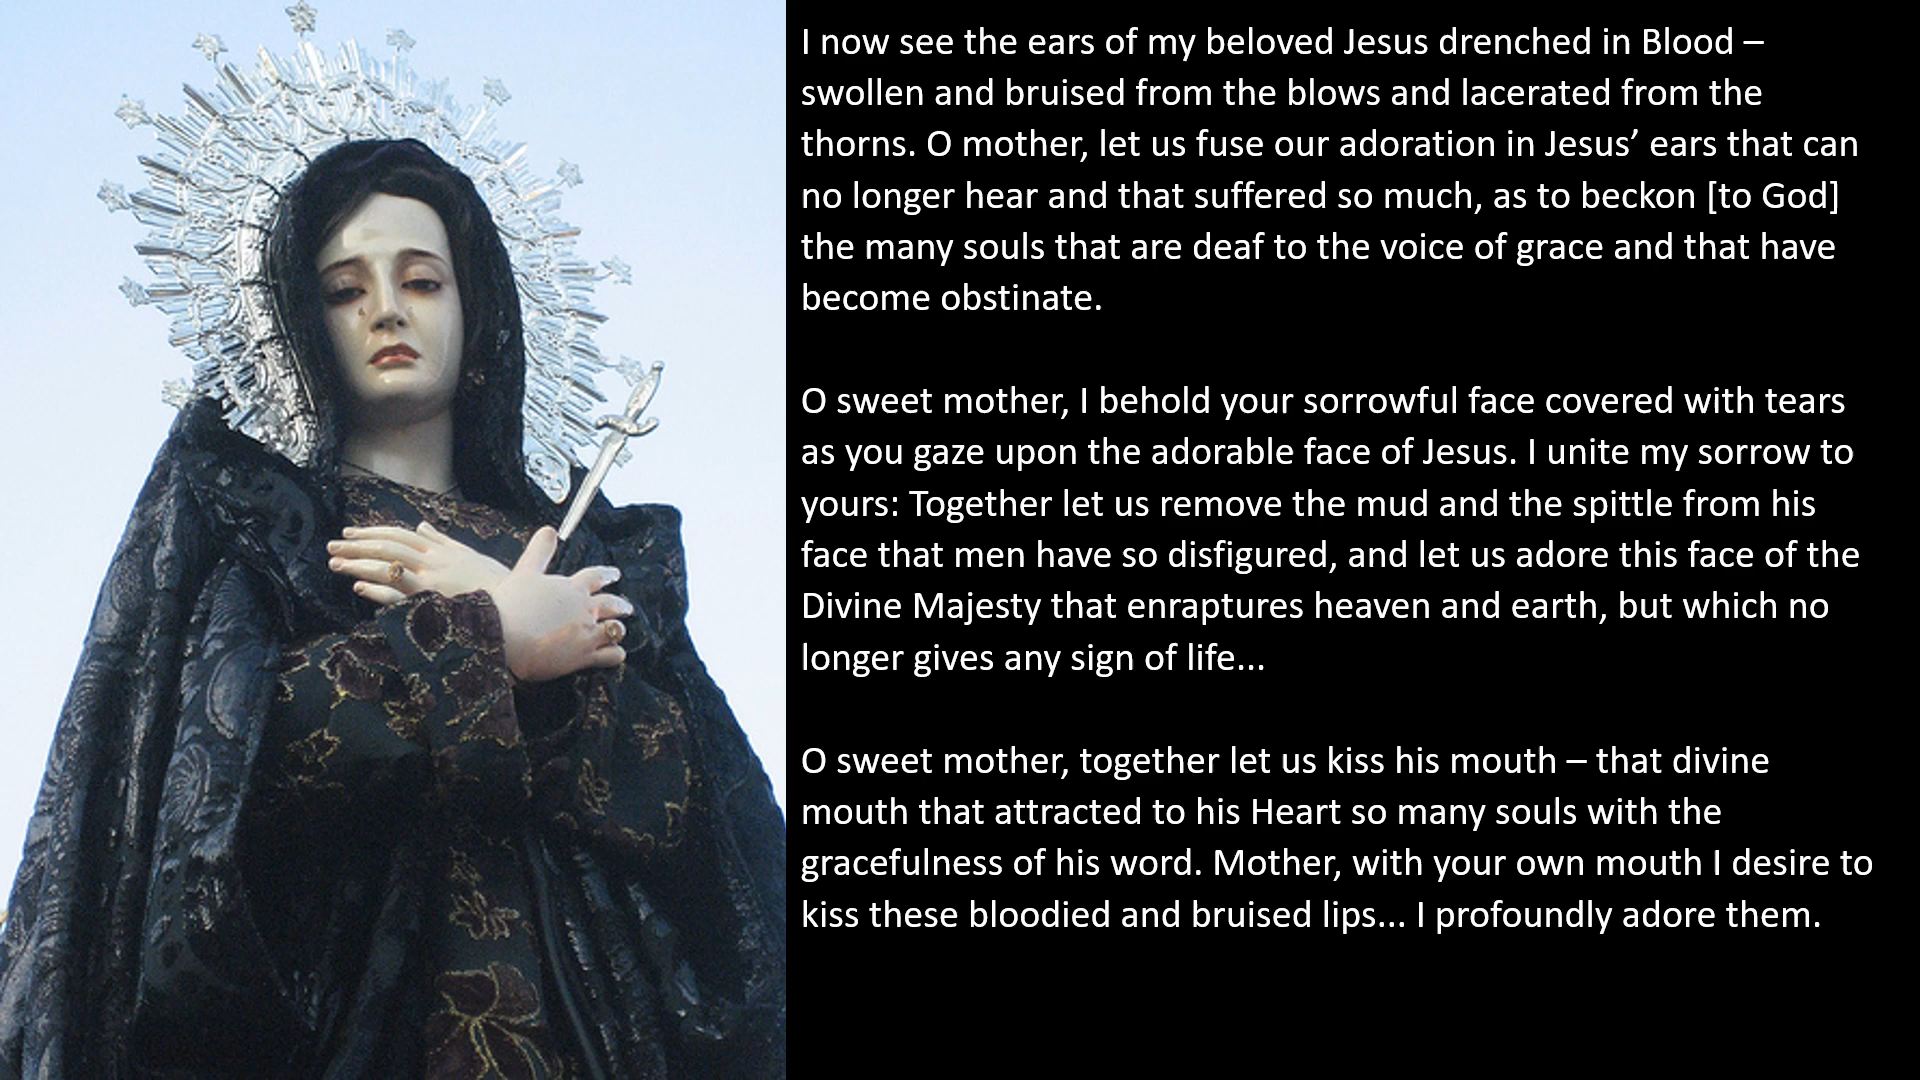 I now see the ears of my beloved Jesus drenched in Blood –
swollen and bruised from the blows and lacerated from the
thorns. O mother, let us fuse our adoration in Jesus’ ears that can
no longer hear and that suffered so much, as to beckon [to God]
the many souls that are deaf to the voice of grace and that have
become obstinate.
O sweet mother, I behold your sorrowful face covered with tears
as you gaze upon the adorable face of Jesus. I unite my sorrow to
yours: Together let us remove the mud and the spittle from his
face that men have so disfigured, and let us adore this face of the
Divine Majesty that enraptures heaven and earth, but which no
longer gives any sign of life...
O sweet mother, together let us kiss his mouth – that divine
mouth that attracted to his Heart so many souls with the
gracefulness of his word. Mother, with your own mouth I desire to
kiss these bloodied and bruised lips... I profoundly adore them.